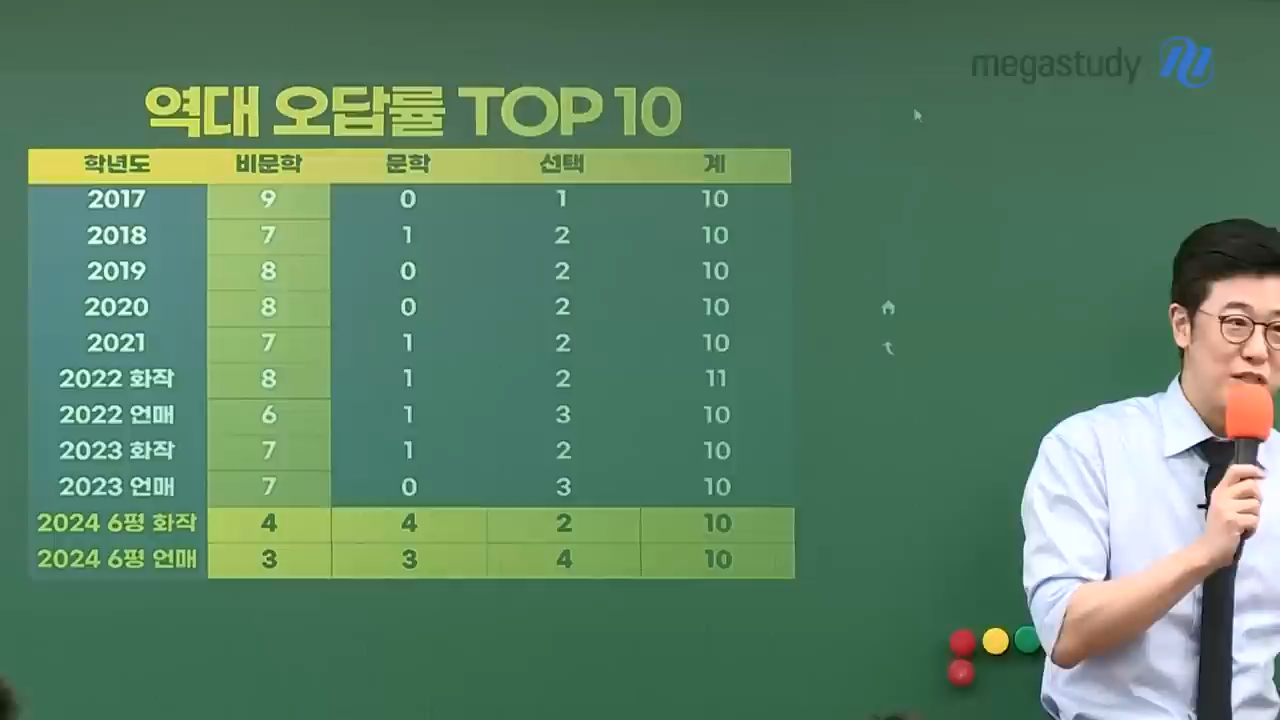 megastudy
역대 오답률 TOP 10
학년도 비문학 문학 선택 계
2017 9 0 1 10
2018 7 1 2 10
2019 8 0 2 10
2020 8 0 2 10
2021 7 1 2 10
2022 화작 8 1 2 11
2022 언매 6 1 3 10
2023 화작 7 1 2 10
2023 언매 7 0 3 10
2024 6평 화작 4 4 2 10
2024 6평 언매 3 3 4 10